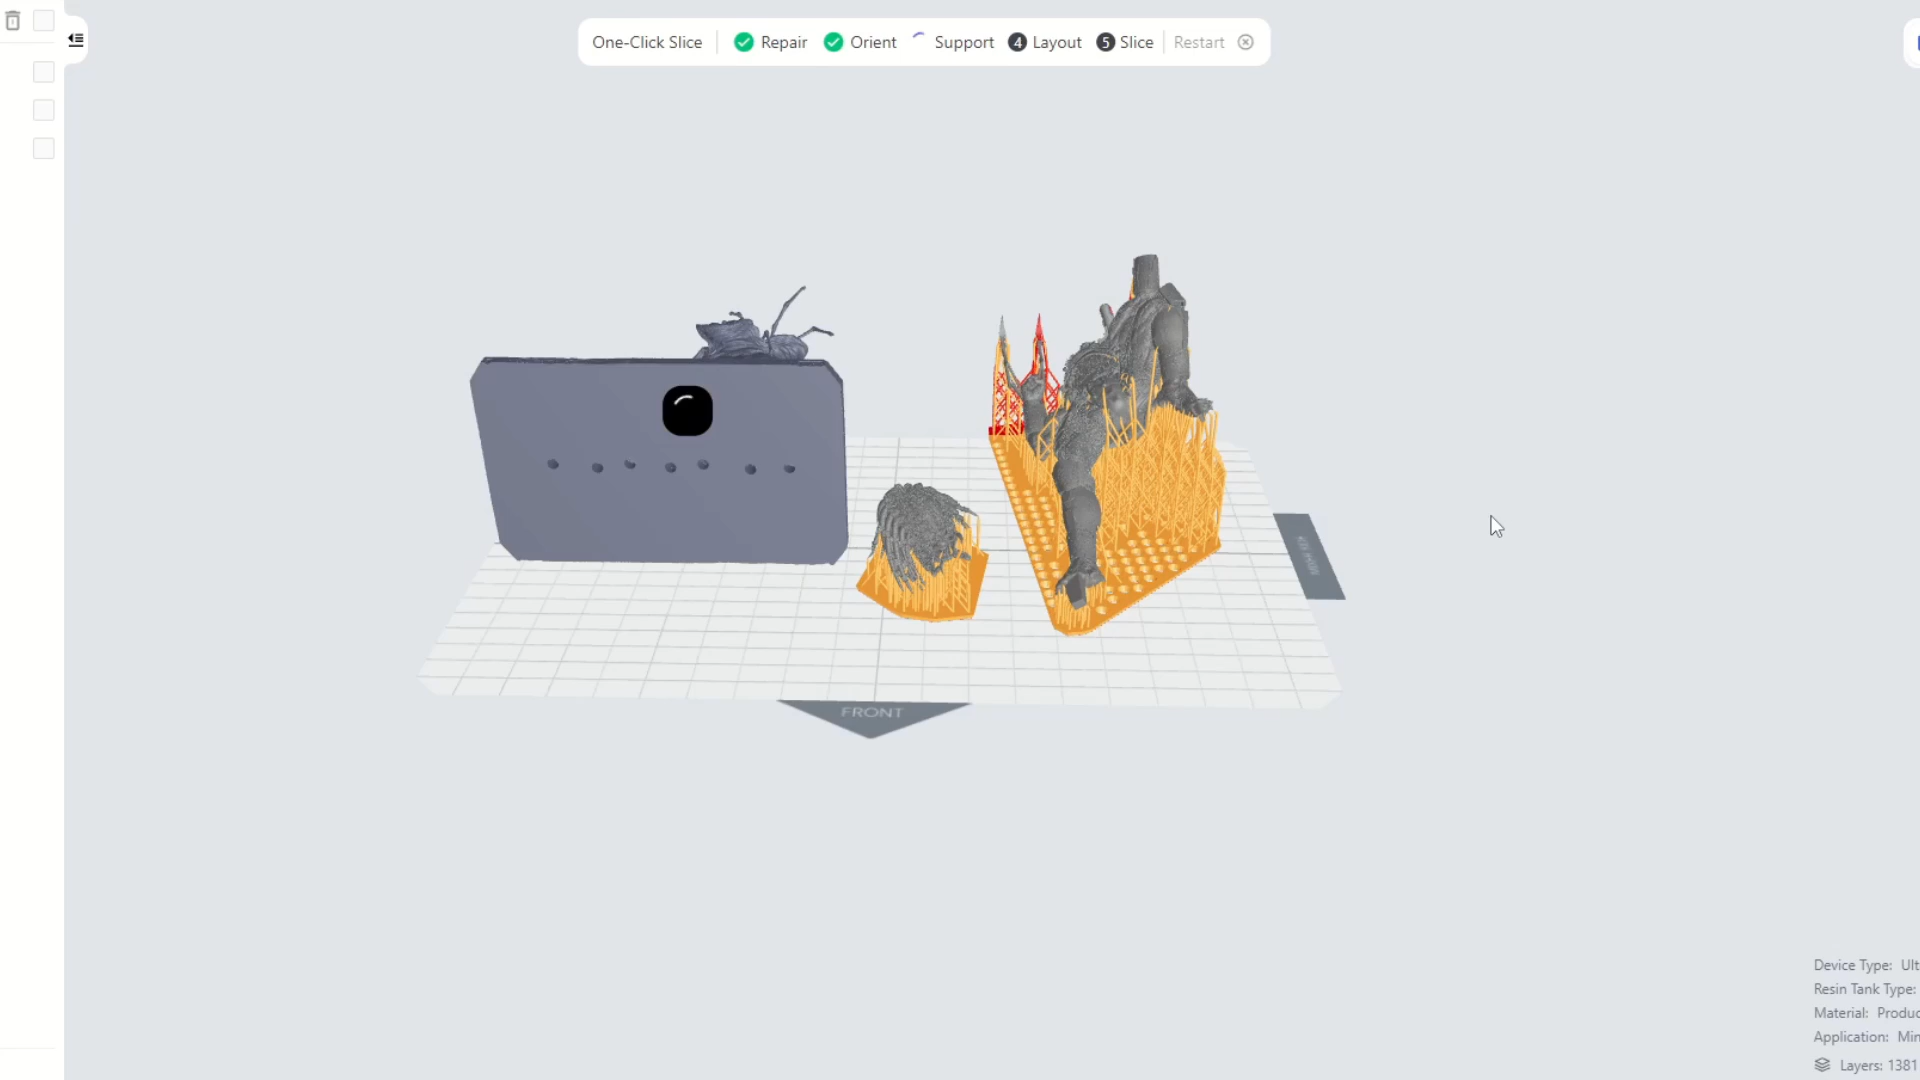 One-Click Slice Repair Orient Support 4 Layout 5 Slice Restart
FRONT
Device Type: Ult
Resin Tank Type:
Material: Produc
Application: Min
Layers: 1381